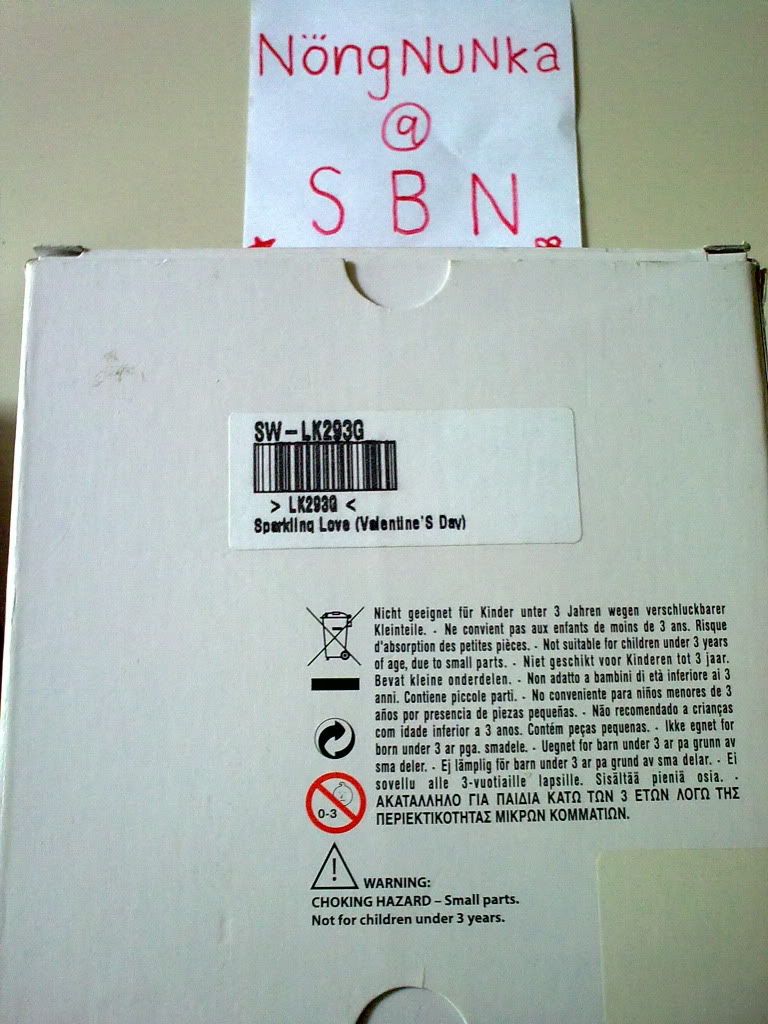 NöngNuNka
@
SBN
SW-LK293G
> LK293G <
Sparkling Love (Valentine'S Day)
Nicht geeignet für Kinder unter 3 Jahren wegen verschluckbarer
Kleinteile. - Ne convient pas aux enfants de moins de 3 ans. Risque
d'absorption des petites pièces. - Not suitable for children under 3 years
of age, due to small parts. - Niet geschikt voor Kinderen tot 3 jaar.
Bevat kleine onderdelen. - Non adatto a bambini di età inferiore ai 3
anni. Contiene piccole parti. - No conveniente para niños menores de 3
años por presencia de piezas pequeñas. - Não recomendado a crianças
com idade inferior a 3 anos. Contém peças pequenas. - Ikke egnet for
born under 3 ar pga. smadele. - Uegnet for barn under 3 ar pa grunn av
sma deler. - Ej lämplig för barn under 3 ar pa grund av sma delar. - Ei
sovellu alle 3-vuotiaille lapsille. Sisältää pieniä osia. -
ΑΚΑΤΑΛΛΗΛΟ ΓΙΑ ΠΑΙΔΙΑ ΚΑΤΩ ΤΩΝ 3 ΕΤΩΝ ΛΟΓΩ ΤΗΣ
ΠΕΡΙΕΚΤΙΚΟΤΗΤΑΣ ΜΙΚΡΩΝ ΚΟΜΜΑΤΙΩΝ.
0-3
WARNING:
CHOKING HAZARD – Small parts.
Not for children under 3 years.